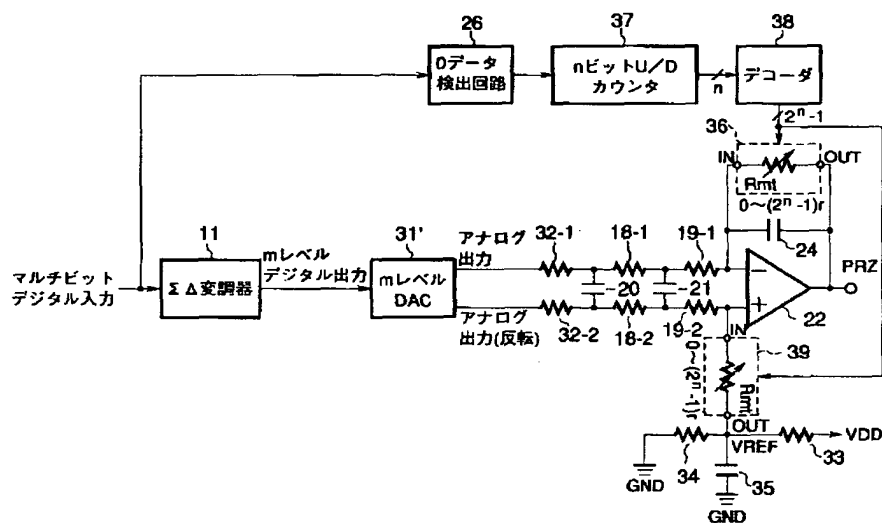 26
0データ
検出回路
37
nビットU/D
カウンタ
n
38
デコーダ
2ⁿ-1
36
IN
OUT
Rmt
0～(2ⁿ-1)r
24
11
ΣΔ変調器
マルチビット
デジタル入力
mレベル
デジタル出力
31'
mレベル
DAC
アナログ
出力
アナログ
出力(反転)
32-1
18-1
19-1
20
21
32-2
18-2
19-2
−
+
22
PRZ
IN
39
0～(2ⁿ-1)r
Rmt
OUT
VREF
VDD
33
34
35
GND
GND